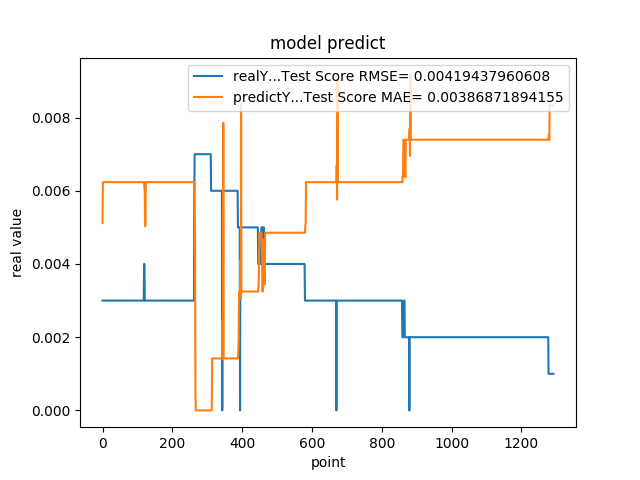 model predict
realY...Test Score RMSE= 0.00419437960608
predictY...Test Score MAE= 0.00386871894155
0.008
0.006
0.004
0.002
0.000
real value
0 200 400 600 800 1000 1200
point